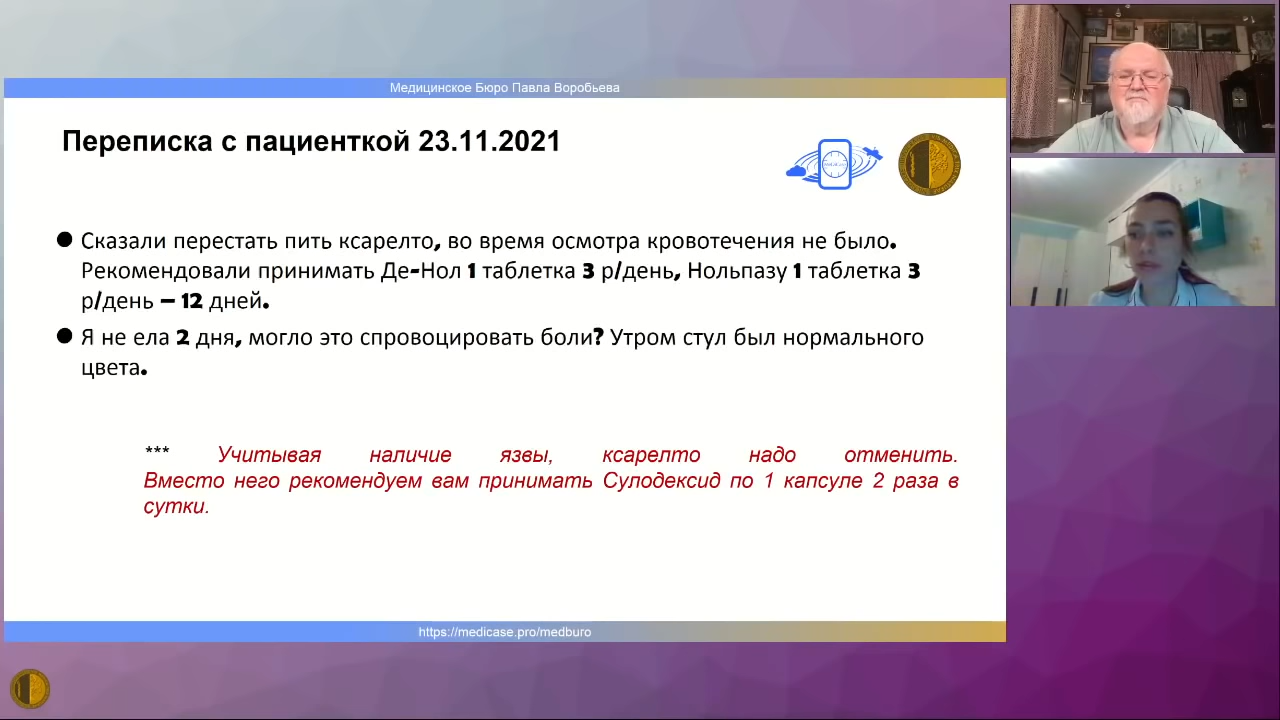 Медицинское Бюро Павла Воробьева
Переписка с пациенткой 23.11.2021
● Сказали перестать пить ксарелто, во время осмотра кровотечения не было.
Рекомендовали принимать Де-Нол 1 таблетка 3 р/день, Нольпазу 1 таблетка 3
р/день – 12 дней.
● Я не ела 2 дня, могло это спровоцировать боли? Утром стул был нормального
цвета.
*** Учитывая наличие язвы, ксарелто надо отменить.
Вместо него рекомендуем вам принимать Сулодексид по 1 капсуле 2 раза в
сутки.
https://medicase.pro/medburo